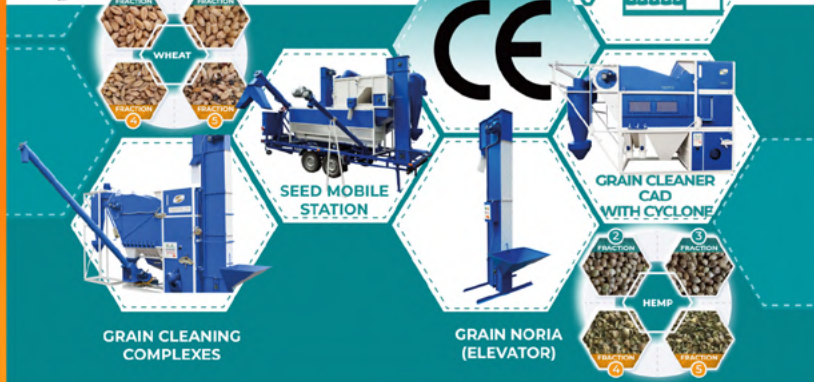 FRACTION
FRACTION
WHEAT
FRACTION
4
FRACTION
5
CE
SEED MOBILE
STATION
GRAIN CLEANER
CAD
WITH CYCLONE
2
FRACTION
3
FRACTION
HEMP
FRACTION
4
FRACTION
5
GRAIN CLEANING
COMPLEXES
GRAIN NORIA
(ELEVATOR)